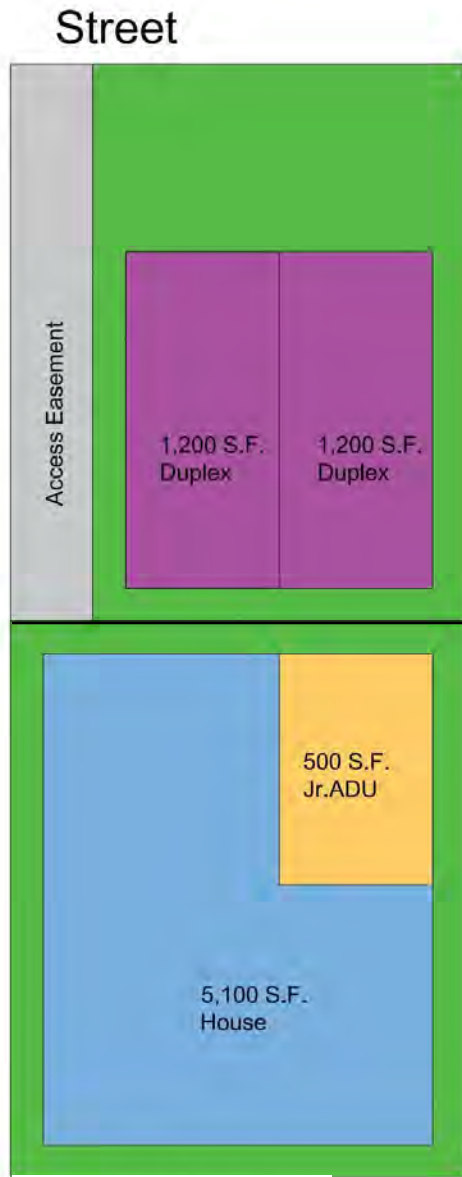 Street
Access Easement
1,200 S.F.
Duplex
1,200 S.F.
Duplex
500 S.F.
Jr.ADU
5,100 S.F.
House